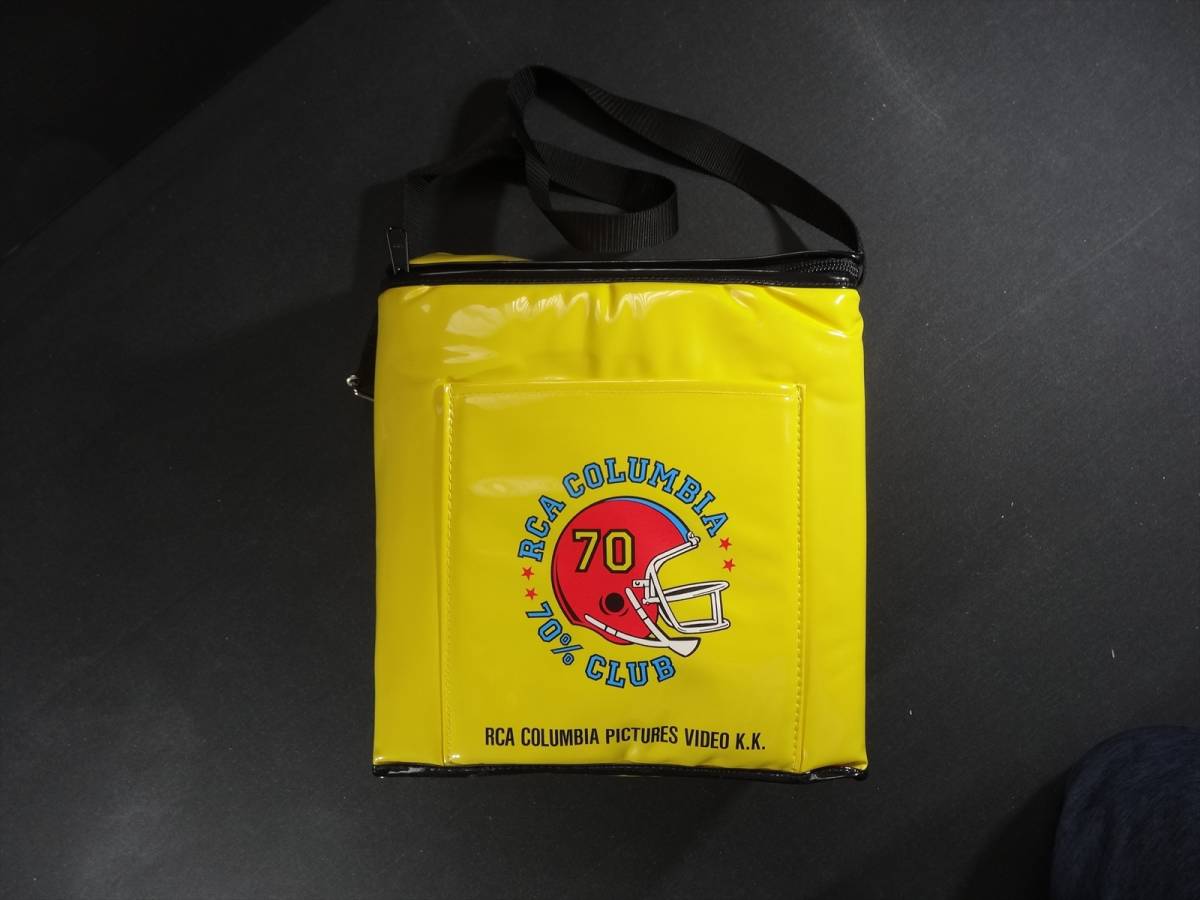 RCA COLUMBIA
70
70% CLUB
RCA COLUMBIA PICTURES VIDEO K.K.